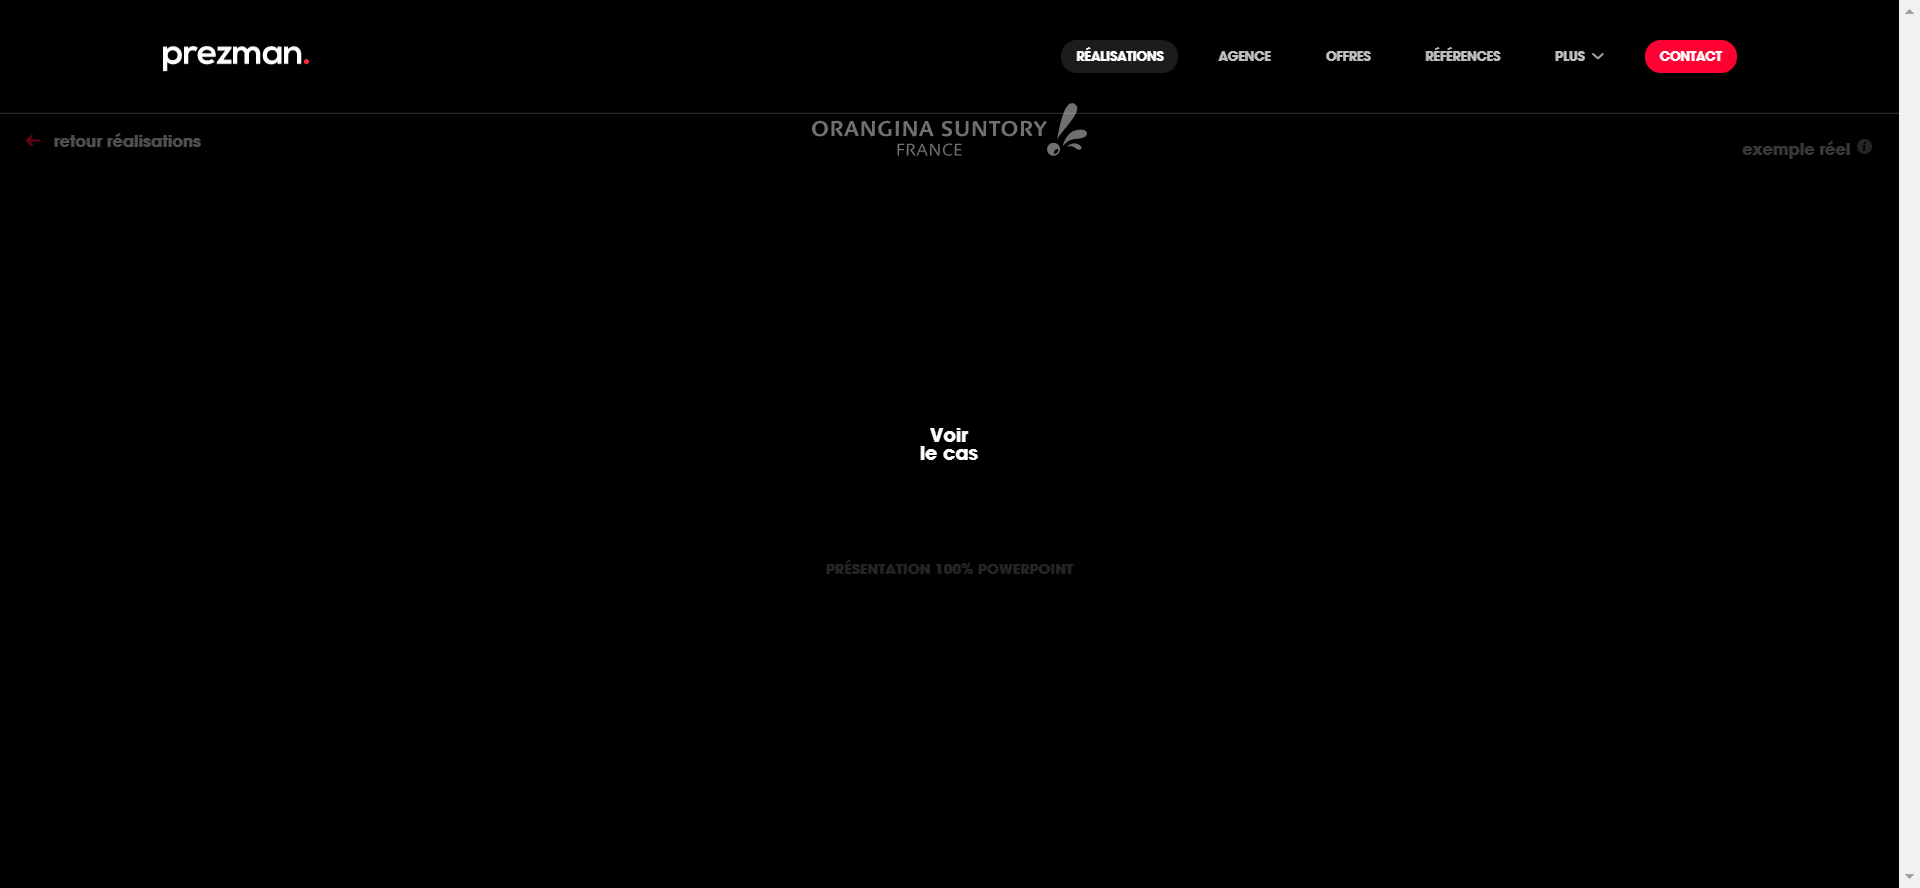 prezman.
RÉALISATIONS
AGENCE
OFFRES
RÉFÉRENCES
PLUS
CONTACT
retour réalisations
ORANGINA SUNTORY
FRANCE
exemple réel
Voir
le cas
PRÉSENTATION 100% POWERPOINT